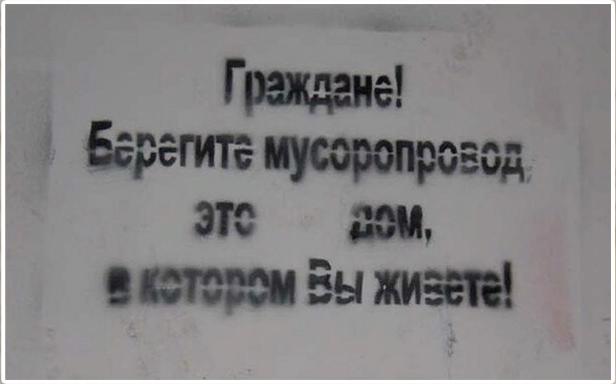 Граждане!
Берегите мусоропровод,
это дом,
в котором Вы живете!